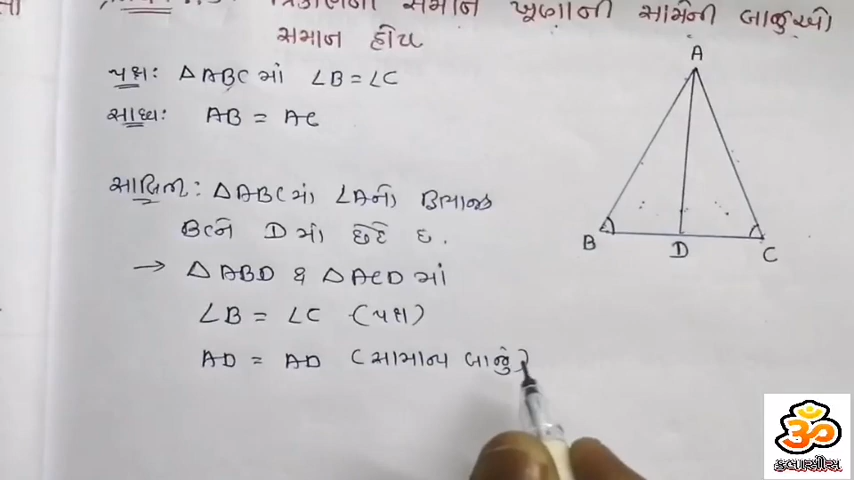 ત્રિકોણના સમાન ખૂણાની સામેની બાજુઓ
સમાન હોય
પક્ષ: △ABC માં ∠B = ∠C
સાધ્ય: AB = AC
સાબિતી: △ABC માં ∠A નો દ્વિભાજક
BC ને D માં છેદે છે.
→ △ABD & △ACD માં
∠B = ∠C (પક્ષ)
AD = AD (સામાન્ય બાજું)
A
B
D
C
ૐ
ક્લાસીસ